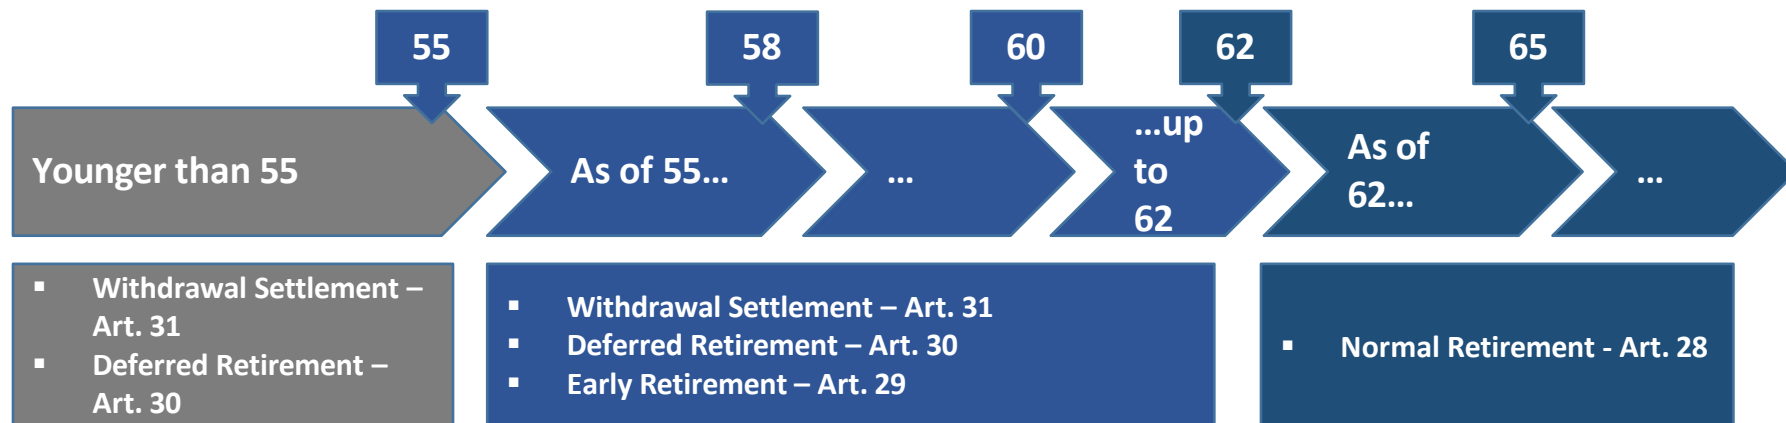 55
58
60
62
65
Younger than 55
As of 55...
...
...up
to
62
As of
62...
...
▪ Withdrawal Settlement –
Art. 31
▪ Deferred Retirement –
Art. 30
▪ Withdrawal Settlement – Art. 31
▪ Deferred Retirement – Art. 30
▪ Early Retirement – Art. 29
▪ Normal Retirement - Art. 28